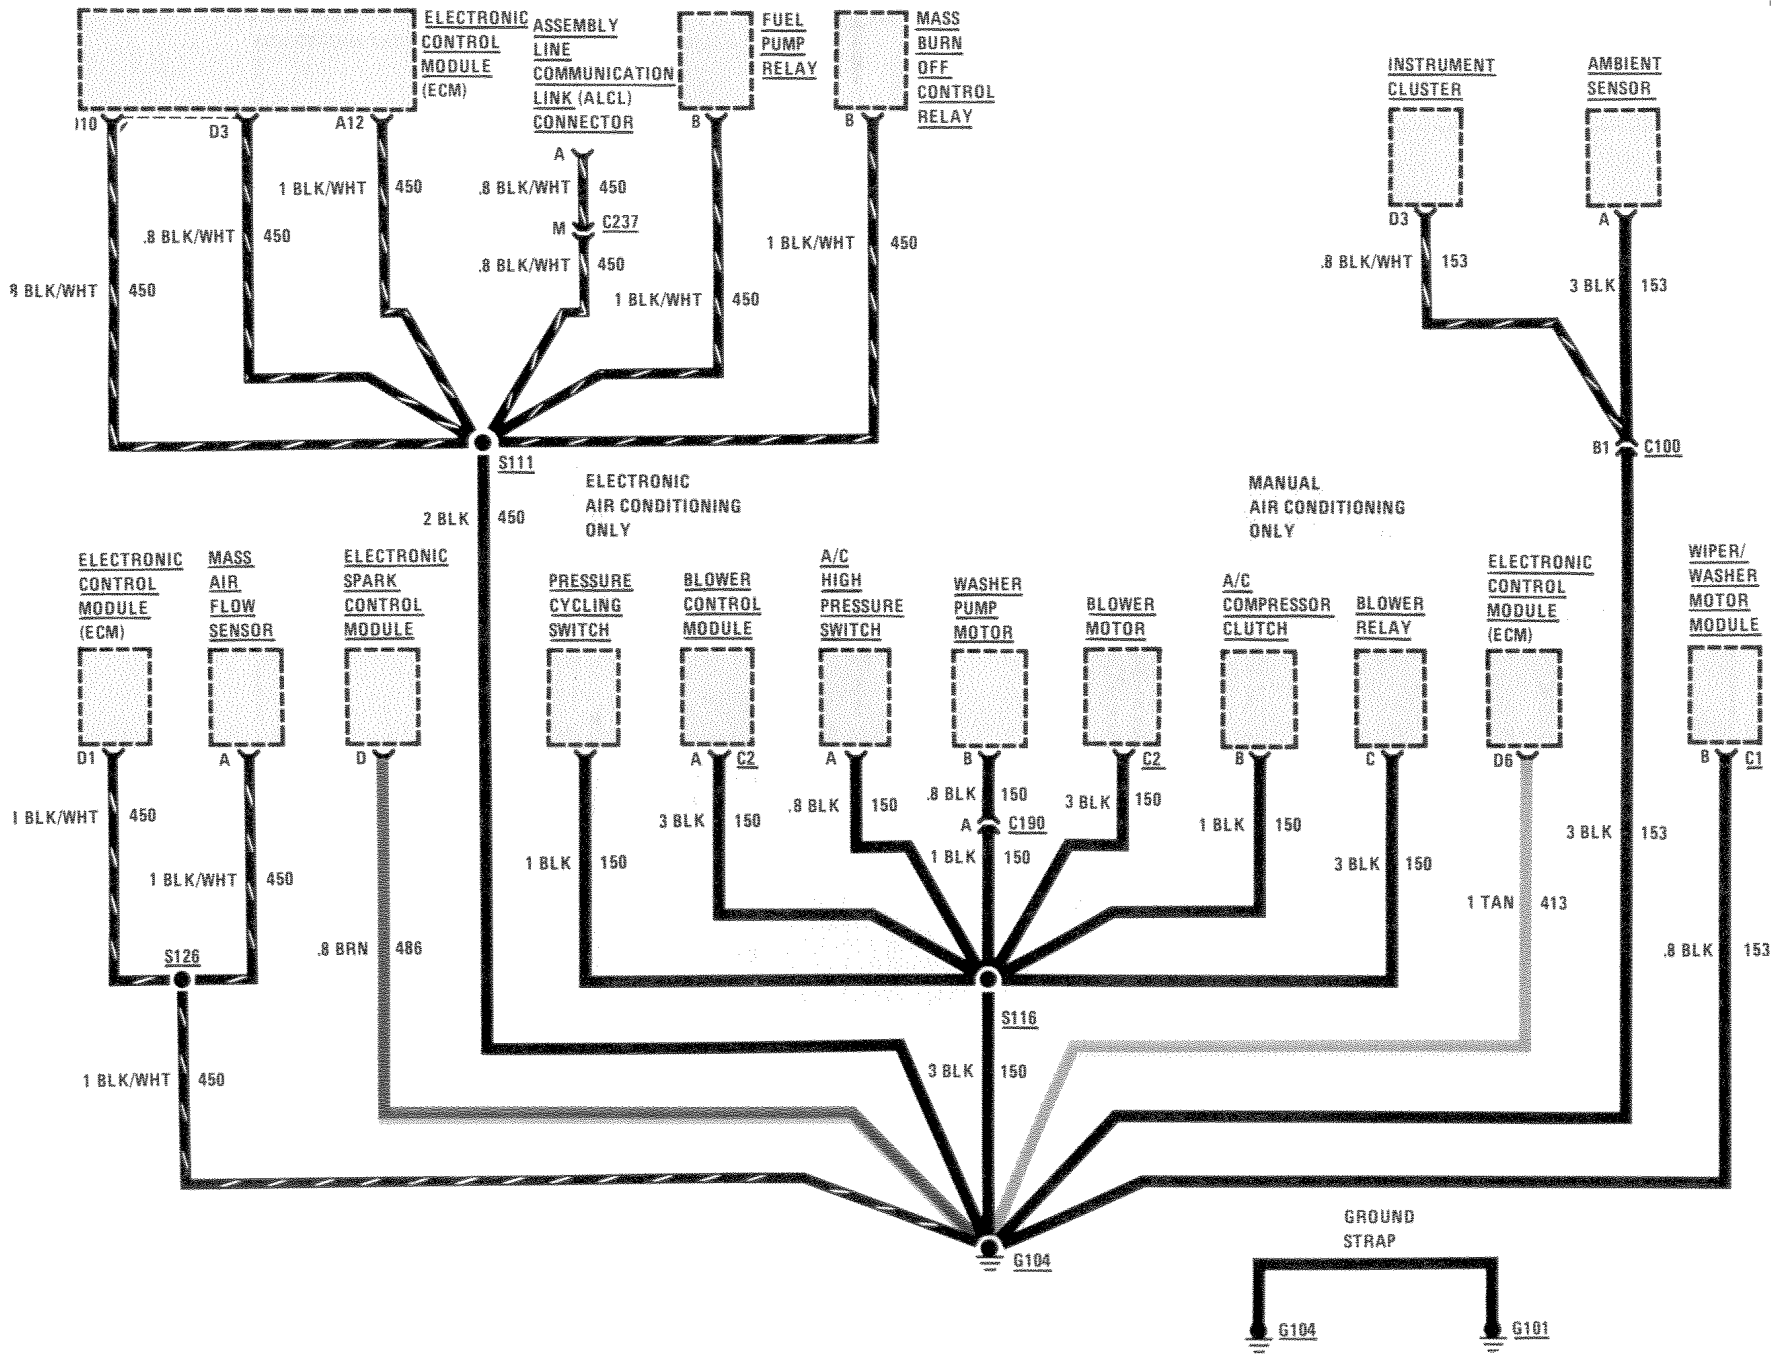 ELECTRONIC
CONTROL
MODULE
(ECM)
ASSEMBLY
LINE
COMMUNICATION
LINK (ALCL)
CONNECTOR
FUEL
PUMP
RELAY
MASS
BURN
OFF
CONTROL
RELAY
INSTRUMENT
CLUSTER
AMBIENT
SENSOR
D3
A12
A
B
B
D3
A
1 BLK/WHT 450
.8 BLK/WHT 450
M C237
.8 BLK/WHT 450
.8 BLK/WHT 450
1 BLK/WHT 450
1 BLK/WHT 450
8 BLK/WHT 450
.8 BLK/WHT 153
3 BLK 153
B1 C100
S111
2 BLK 450
ELECTRONIC
AIR CONDITIONING
ONLY
MANUAL
AIR CONDITIONING
ONLY
ELECTRONIC
CONTROL
MODULE
(ECM)
MASS
AIR
FLOW
SENSOR
ELECTRONIC
SPARK
CONTROL
MODULE
PRESSURE
CYCLING
SWITCH
BLOWER
CONTROL
MODULE
A/C
HIGH
PRESSURE
SWITCH
WASHER
PUMP
MOTOR
BLOWER
MOTOR
A/C
COMPRESSOR
CLUTCH
BLOWER
RELAY
ELECTRONIC
CONTROL
MODULE
(ECM)
WIPER/
WASHER
MOTOR
MODULE
D1
A
D
A C2
A
B
C2
B
C
D6
B C1
1 BLK/WHT 450
1 BLK/WHT 450
.8 BRN 486
1 BLK 150
3 BLK 150
.8 BLK 150
.8 BLK 150
A C190
1 BLK 150
3 BLK 150
1 BLK 150
3 BLK 150
1 TAN 413
3 BLK 153
.8 BLK 153
S126
S116
1 BLK/WHT 450
3 BLK 150
G104
GROUND
STRAP
G104
G101